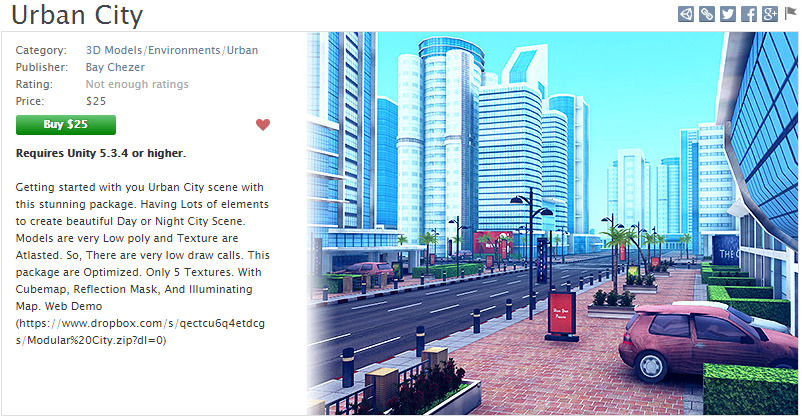 Urban City
Category: 3D Models/Environments/Urban
Publisher: Bay Chezer
Rating: Not enough ratings
Price: $25
Buy $25
Requires Unity 5.3.4 or higher.
Getting started with you Urban City scene with
this stunning package. Having Lots of elements
to create beautiful Day or Night City Scene.
Models are very Low poly and Texture are
Atlasted. So, There are very low draw calls. This
package are Optimized. Only 5 Textures. With
Cubemap, Reflection Mask, And Illuminating
Map. Web Demo
(https://www.dropbox.com/s/qectcu6q4etdcg
s/Modular%20City.zip?dl=0)
THE C